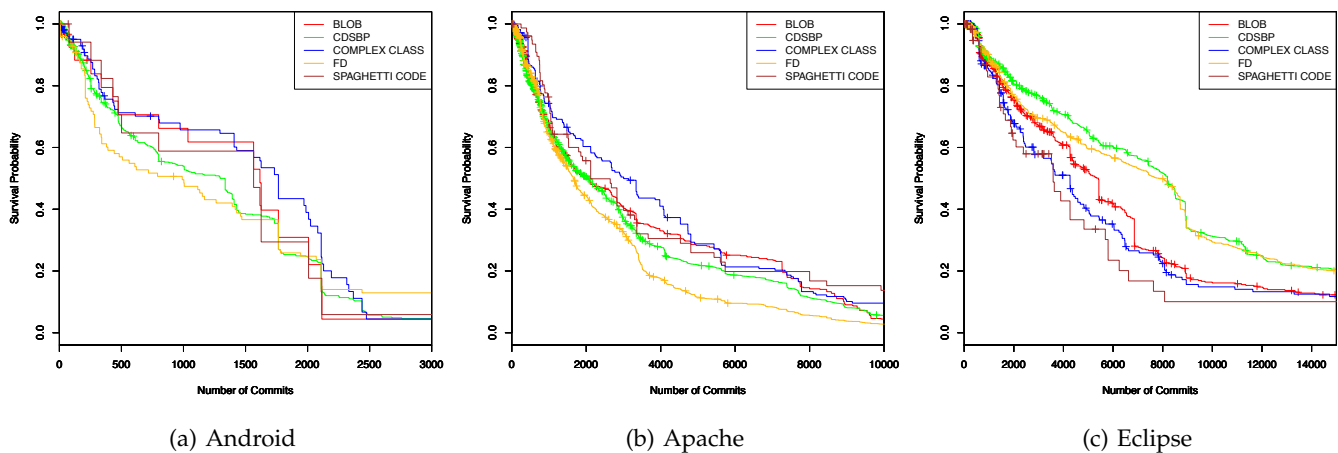 BLOB
CDSBP
COMPLEX CLASS
FD
SPAGHETTI CODE
Survival Probability
1.0
0.8
0.6
0.4
0.2
0.0
0 500 1000 1500 2000 2500 3000
Number of Commits
(a) Android
BLOB
CDSBP
COMPLEX CLASS
FD
SPAGHETTI CODE
Survival Probability
1.0
0.8
0.6
0.4
0.2
0.0
0 2000 4000 6000 8000 10000
Number of Commits
(b) Apache
BLOB
CDSBP
COMPLEX CLASS
FD
SPAGHETTI CODE
Survival Probability
1.0
0.8
0.6
0.4
0.2
0.0
0 2000 4000 6000 8000 10000 12000 14000
Number of Commits
(c) Eclipse